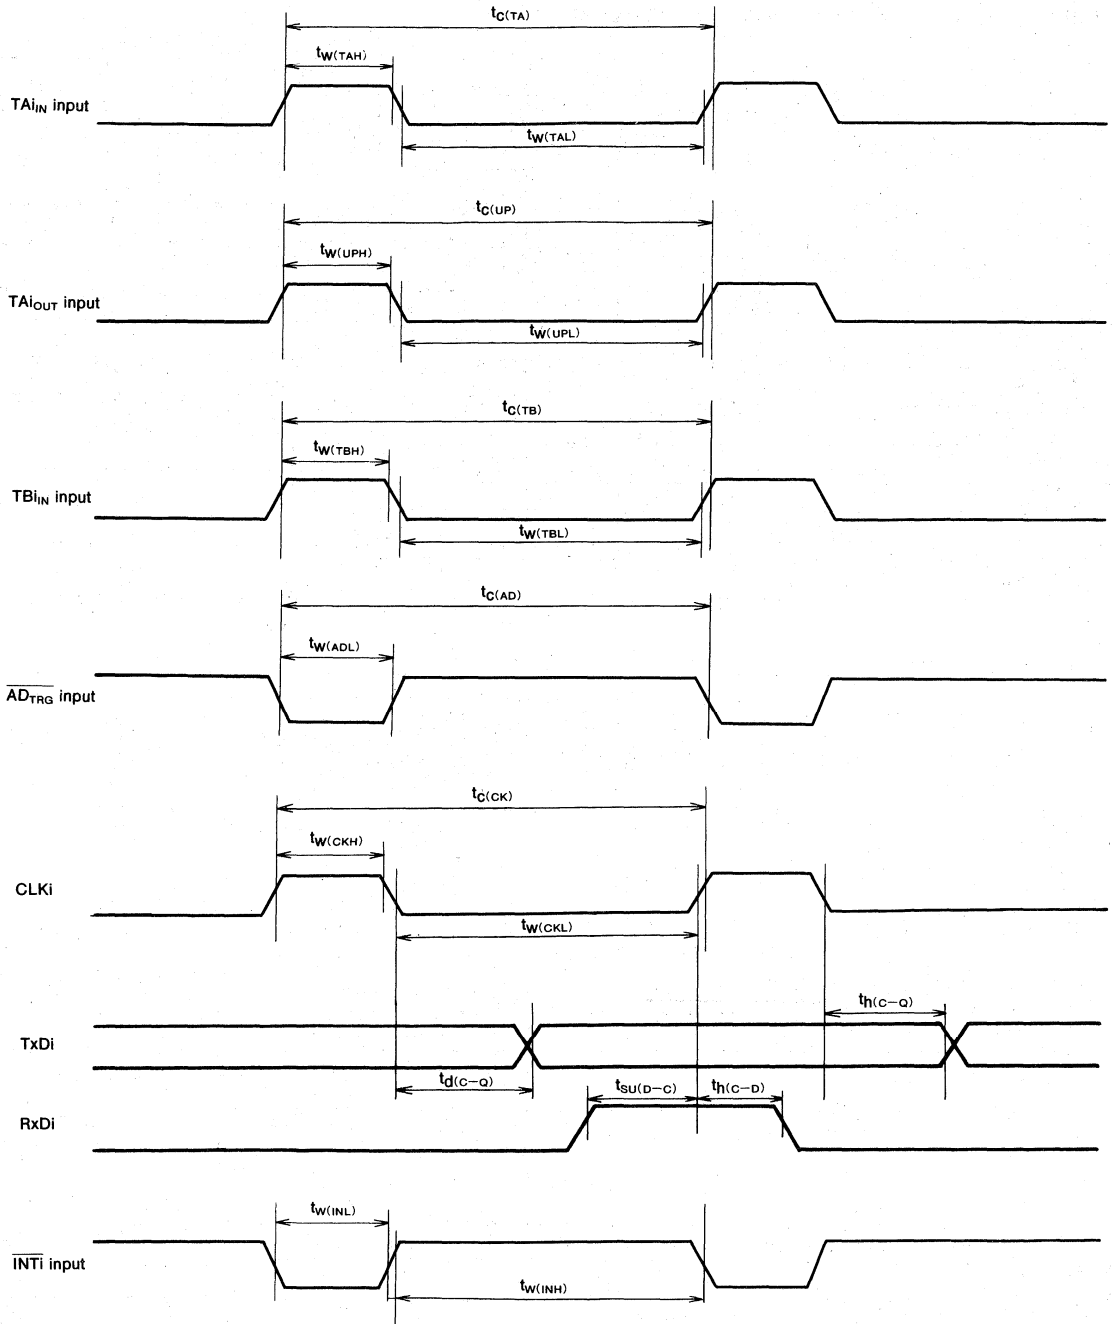 tC(TA)
tW(TAH)
TAiIN input
tW(TAL)
tC(UP)
tW(UPH)
TAiOUT input
tW(UPL)
tC(TB)
tW(TBH)
TBiIN input
tW(TBL)
tC(AD)
tW(ADL)
ADTRG input
tC(CK)
tW(CKH)
CLKi
tW(CKL)
th(C-Q)
TxDi
td(C-Q)
tSU(D-C)
th(C-D)
RxDi
tW(INL)
INTi input
tW(INH)